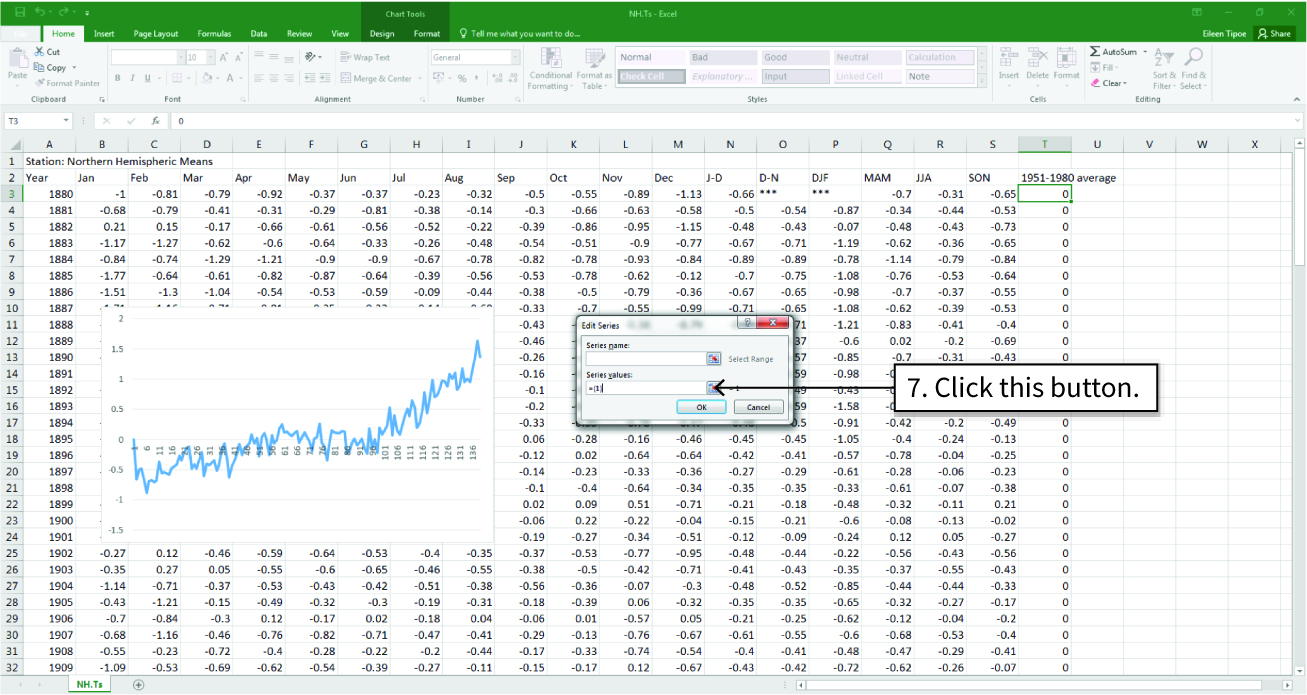 Chart Tools
NH.Ts - Excel
Home Insert Page Layout Formulas Data Review View Design Format Tell me what you want to do... Eileen Tipoe Share
Cut
Copy
Format Painter
Paste
10
B I U
Wrap Text
Merge & Center
General
Conditional Formatting
Format as Table
Normal Bad Good Neutral Calculation
Check Cell Explanatory ... Input Linked Cell Note
Insert Delete Format
AutoSum
Fill
Clear
Sort & Filter
Find & Select
Clipboard Font Alignment Number Styles Cells Editing
T3 fx 0
A B C D E F G H I J K L M N O P Q R S T U V W X
1 Station: Northern Hemispheric Means
2 Year Jan Feb Mar Apr May Jun Jul Aug Sep Oct Nov Dec J-D D-N DJF MAM JJA SON 1951-1980 average
3 1880 -1 -0.81 -0.79 -0.92 -0.37 -0.37 -0.23 -0.32 -0.5 -0.55 -0.89 -1.13 -0.66 *** *** -0.7 -0.31 -0.65 0
4 1881 -0.68 -0.79 -0.41 -0.31 -0.29 -0.81 -0.38 -0.14 -0.3 -0.66 -0.63 -0.58 -0.5 -0.54 -0.87 -0.34 -0.44 -0.53 0
5 1882 0.21 0.15 -0.17 -0.66 -0.61 -0.56 -0.52 -0.22 -0.39 -0.86 -0.95 -1.15 -0.48 -0.43 -0.07 -0.48 -0.43 -0.73 0
6 1883 -1.17 -1.27 -0.62 -0.6 -0.64 -0.33 -0.26 -0.48 -0.54 -0.51 -0.9 -0.77 -0.67 -0.71 -1.19 -0.62 -0.36 -0.65 0
7 1884 -0.84 -0.74 -1.29 -1.21 -0.9 -0.9 -0.67 -0.78 -0.82 -0.78 -0.93 -0.84 -0.89 -0.89 -0.78 -1.14 -0.79 -0.84 0
8 1885 -1.77 -0.64 -0.61 -0.82 -0.87 -0.64 -0.39 -0.56 -0.53 -0.78 -0.62 -0.12 -0.7 -0.75 -1.08 -0.76 -0.53 -0.64 0
9 1886 -1.51 -1.3 -1.04 -0.54 -0.53 -0.59 -0.09 -0.44 -0.38 -0.5 -0.79 -0.36 -0.67 -0.65 -0.98 -0.7 -0.37 -0.55 0
10 1887 -0.33 -0.7 -0.55 -0.99 -0.71 -0.65 -1.08 -0.62 -0.39 -0.53 0
11 1888 -0.43 71 -1.21 -0.83 -0.41 -0.4 0
12 1889 -0.46 37 -0.6 0.02 -0.2 -0.69 0
13 1890 -0.26 57 -0.85 -0.7 -0.31 -0.43 0
14 1891 -0.16 59 -0.98
15 1892 -0.1 49 -0.43
16 1893 -0.2 59 -1.58
17 1894 -0.33 0.5 -0.91 -0.42 -0.2 -0.49 0
18 1895 0.06 -0.28 -0.16 -0.46 -0.45 -0.45 -1.05 -0.4 -0.24 -0.13 0
19 1896 -0.12 0.02 -0.64 -0.64 -0.42 -0.41 -0.57 -0.78 -0.04 -0.25 0
20 1897 -0.14 -0.23 -0.33 -0.36 -0.27 -0.29 -0.61 -0.28 -0.06 -0.23 0
21 1898 -0.1 -0.4 -0.64 -0.34 -0.35 -0.35 -0.33 -0.61 -0.07 -0.38 0
22 1899 0.02 0.09 0.51 -0.71 -0.21 -0.18 -0.48 -0.32 -0.11 0.21 0
23 1900 -0.06 0.22 -0.22 -0.04 -0.15 -0.21 -0.6 -0.08 -0.13 -0.02 0
24 1901 -0.19 -0.27 -0.34 -0.51 -0.12 -0.09 -0.24 0.12 0.05 -0.27 0
25 1902 -0.27 0.12 -0.46 -0.59 -0.64 -0.53 -0.4 -0.35 -0.37 -0.53 -0.77 -0.95 -0.48 -0.44 -0.22 -0.56 -0.43 -0.56 0
26 1903 -0.35 0.27 0.05 -0.55 -0.6 -0.65 -0.46 -0.55 -0.38 -0.5 -0.42 -0.71 -0.41 -0.43 -0.35 -0.37 -0.55 -0.43 0
27 1904 -1.14 -0.71 -0.37 -0.53 -0.43 -0.42 -0.51 -0.38 -0.56 -0.36 -0.07 -0.3 -0.48 -0.52 -0.85 -0.44 -0.44 -0.33 0
28 1905 -0.43 -1.21 -0.15 -0.49 -0.32 -0.3 -0.19 -0.31 -0.18 -0.39 0.06 -0.32 -0.35 -0.35 -0.65 -0.32 -0.27 -0.17 0
29 1906 -0.7 -0.84 -0.3 0.12 -0.17 0.02 -0.18 0.04 -0.06 0.01 -0.57 0.05 -0.21 -0.25 -0.62 -0.12 -0.04 -0.2 0
30 1907 -0.68 -1.16 -0.46 -0.76 -0.82 -0.71 -0.47 -0.41 -0.29 -0.13 -0.76 -0.67 -0.61 -0.55 -0.6 -0.68 -0.53 -0.4 0
31 1908 -0.55 -0.23 -0.72 -0.4 -0.28 -0.22 -0.2 -0.44 -0.17 -0.33 -0.74 -0.54 -0.4 -0.41 -0.48 -0.47 -0.29 -0.41 0
32 1909 -1.09 -0.53 -0.69 -0.62 -0.54 -0.39 -0.27 -0.11 -0.15 -0.17 0.12 -0.67 -0.43 -0.42 -0.72 -0.62 -0.26 -0.07 0
2
1.5
1
0.5
0
-0.5
-1
-1.5
1 6 11 16 21 26 31 36 41 46 51 56 61 66 71 76 81 86 91 96 101 106 111 116 121 126 131 136
Edit Series
Series name:
Select Range
Series values:
={1}
OK Cancel
7. Click this button.
NH.Ts